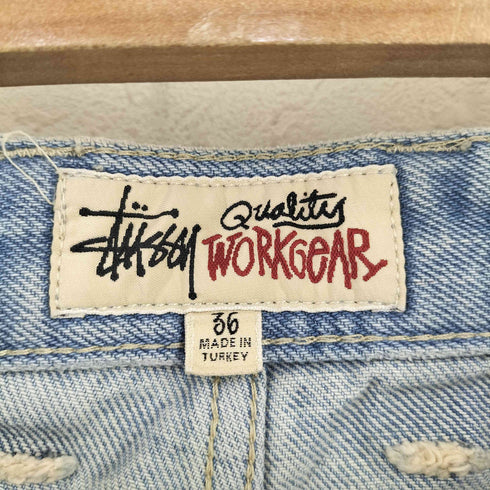 Stüssy Quality
WORKGEAR
36
MADE IN
TURKEY